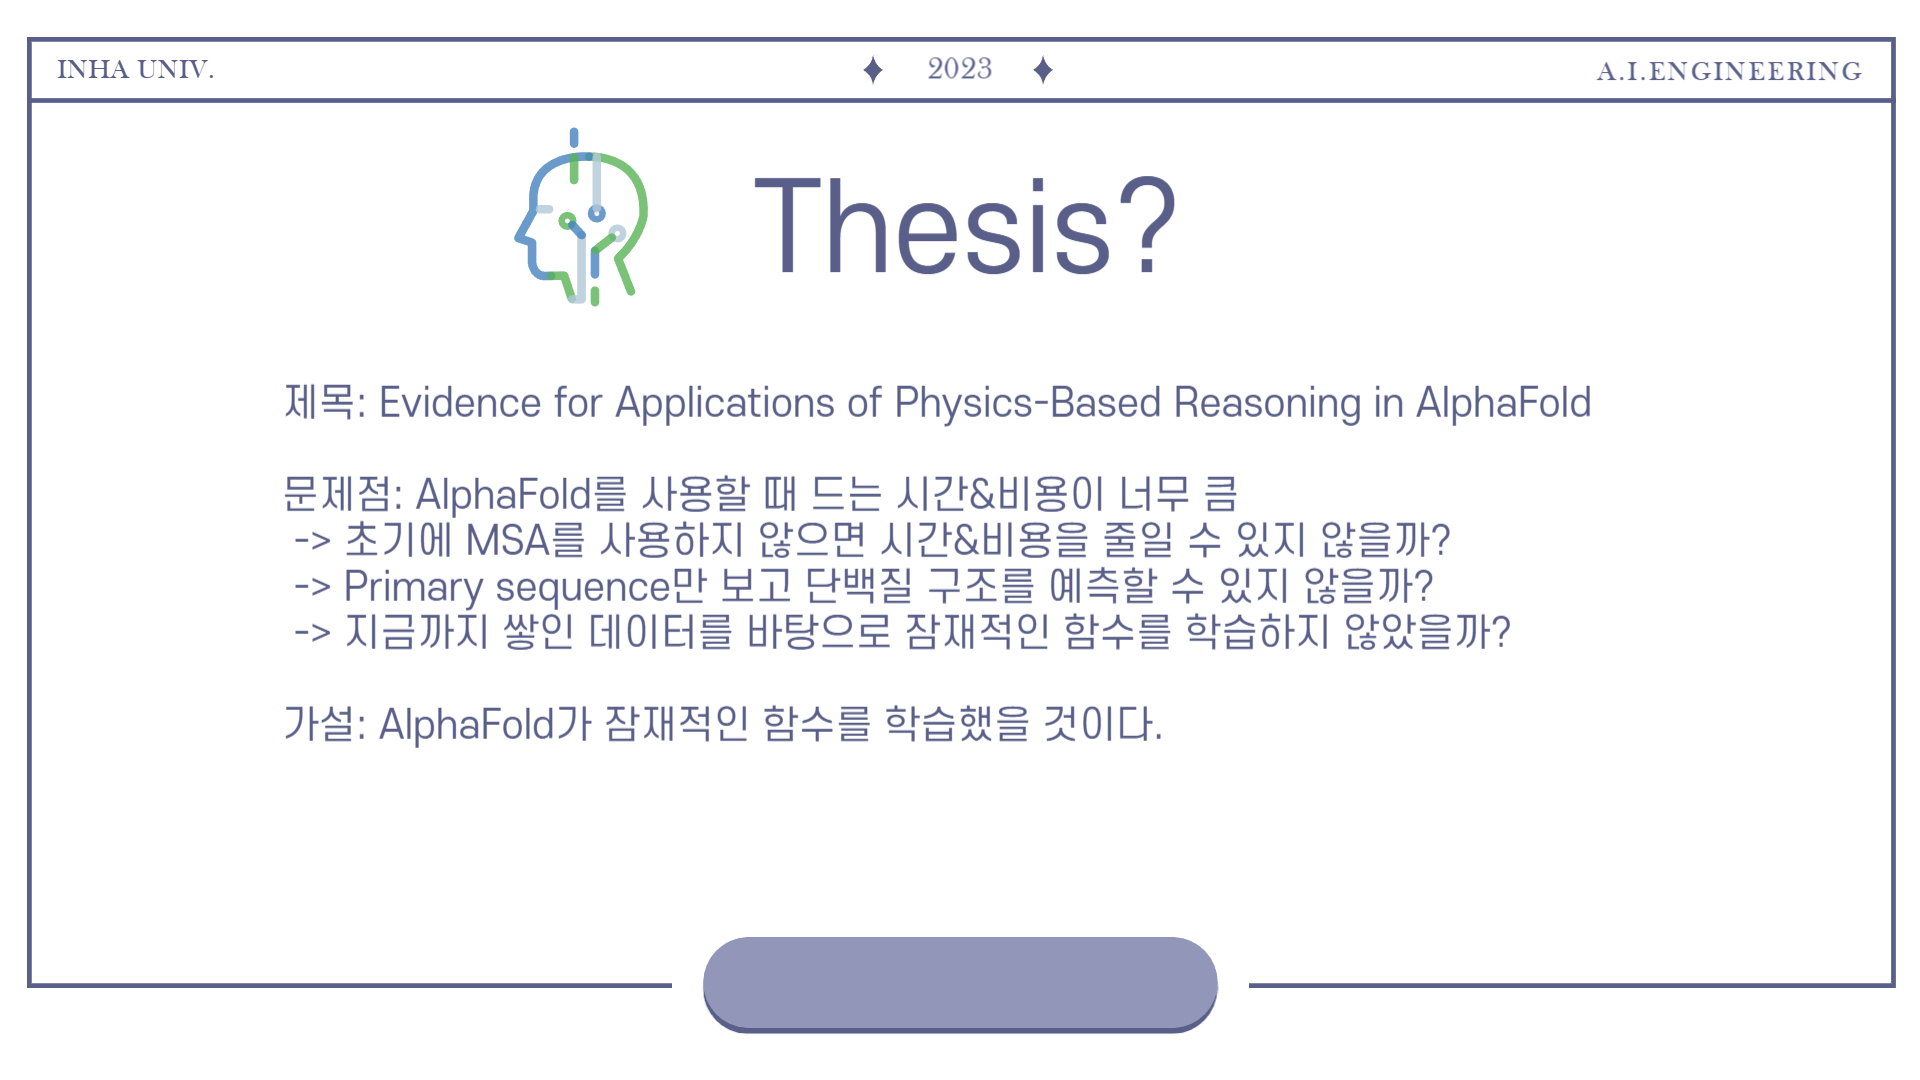 INHA UNIV.
2023
A.I.ENGINEERING
Thesis?
제목: Evidence for Applications of Physics-Based Reasoning in AlphaFold
문제점: AlphaFold를 사용할 때 드는 시간&비용이 너무 큼
-> 초기에 MSA를 사용하지 않으면 시간&비용을 줄일 수 있지 않을까?
-> Primary sequence만 보고 단백질 구조를 예측할 수 있지 않을까?
-> 지금까지 쌓인 데이터를 바탕으로 잠재적인 함수를 학습하지 않았을까?
가설: AlphaFold가 잠재적인 함수를 학습했을 것이다.